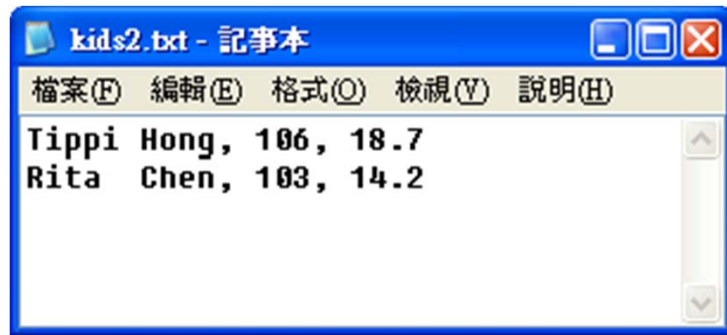 kids2.txt - 記事本
檔案(F) 編輯(E) 格式(O) 檢視(V) 說明(H)
Tippi Hong, 106, 18.7
Rita  Chen, 103, 14.2